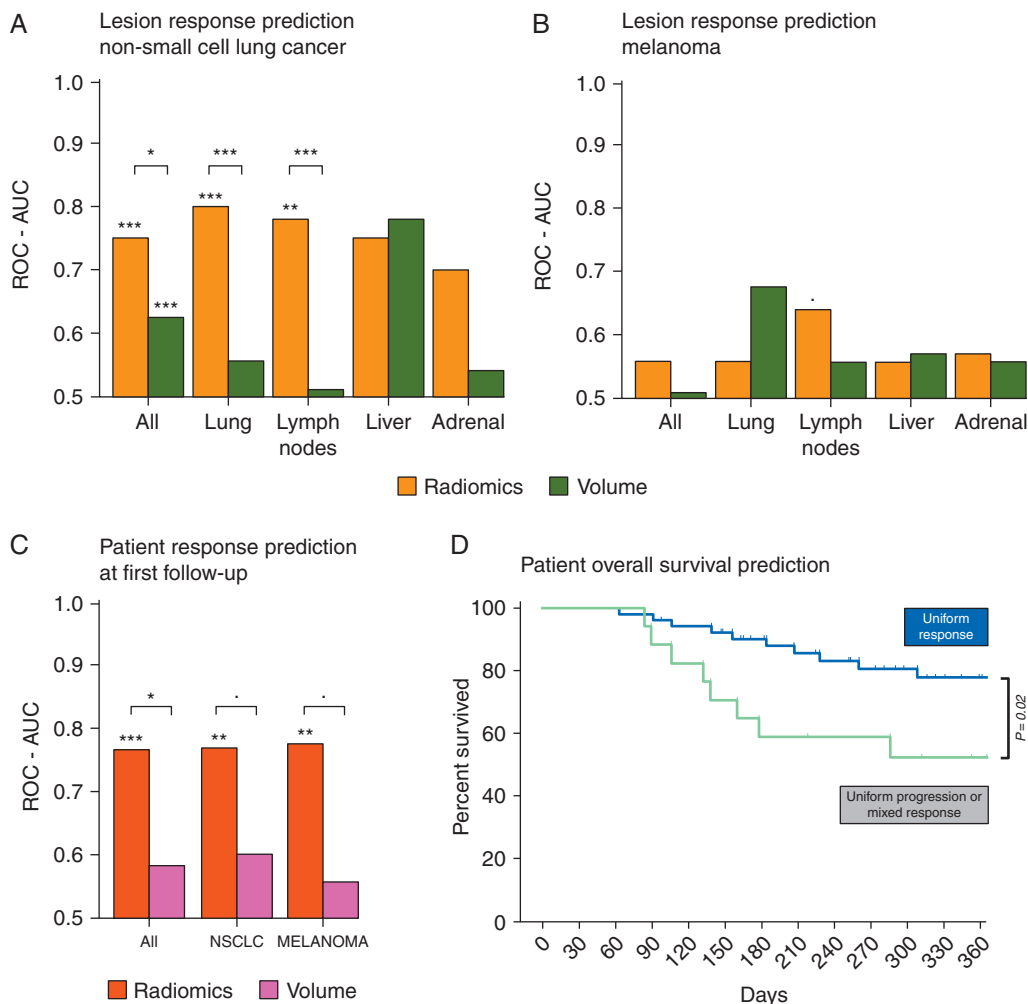 A
Lesion response prediction
non-small cell lung cancer
1.0
0.9
0.8
0.7
0.6
0.5
ROC - AUC
*
***
***
***
***
**
***
All
Lung
Lymph
nodes
Liver
Adrenal
B
Lesion response prediction
melanoma
1.0
0.9
0.8
0.7
0.6
0.5
ROC - AUC
.
All
Lung
Lymph
nodes
Liver
Adrenal
Radiomics
Volume
C
Patient response prediction
at first follow-up
1.0
0.9
0.8
0.7
0.6
0.5
ROC - AUC
*
.
.
***
**
**
All
NSCLC
MELANOMA
Radiomics
Volume
D
Patient overall survival prediction
100
80
60
40
20
0
Percent survived
Uniform
response
P = 0.02
Uniform progression or
mixed response
0
30
60
90
120
150
180
210
240
270
300
330
360
Days